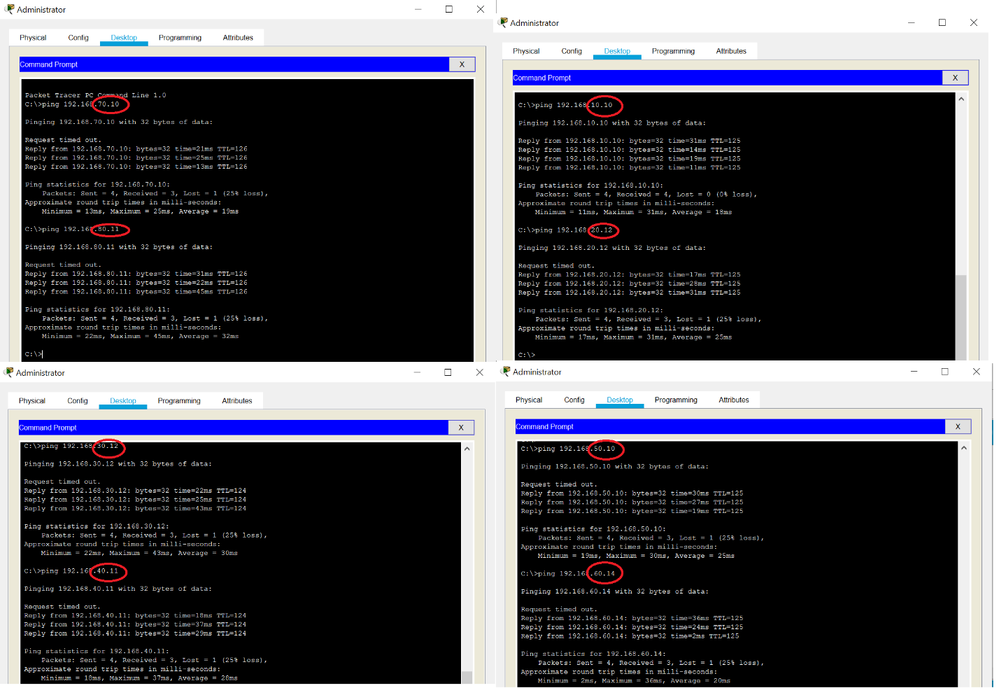 Administrator
Physical Config Desktop Programming Attributes
Command Prompt
X
Packet Tracer PC Command Line 1.0
C:\>ping 192.168.70.10
Pinging 192.168.70.10 with 32 bytes of data:
Request timed out.
Reply from 192.168.70.10: bytes=32 time=21ms TTL=126
Reply from 192.168.70.10: bytes=32 time=25ms TTL=126
Reply from 192.168.70.10: bytes=32 time=13ms TTL=126
Ping statistics for 192.168.70.10:
Packets: Sent = 4, Received = 3, Lost = 1 (25% loss),
Approximate round trip times in milli-seconds:
Minimum = 13ms, Maximum = 25ms, Average = 19ms
C:\>ping 192.168.80.11
Pinging 192.168.80.11 with 32 bytes of data:
Request timed out.
Reply from 192.168.80.11: bytes=32 time=31ms TTL=126
Reply from 192.168.80.11: bytes=32 time=22ms TTL=126
Reply from 192.168.80.11: bytes=32 time=45ms TTL=126
Ping statistics for 192.168.80.11:
Packets: Sent = 4, Received = 3, Lost = 1 (25% loss),
Approximate round trip times in milli-seconds:
Minimum = 22ms, Maximum = 45ms, Average = 32ms
C:\>
Administrator
Physical Config Desktop Programming Attributes
Command Prompt
X
C:\>ping 192.168.10.10
Pinging 192.168.10.10 with 32 bytes of data:
Reply from 192.168.10.10: bytes=32 time=31ms TTL=125
Reply from 192.168.10.10: bytes=32 time=14ms TTL=125
Reply from 192.168.10.10: bytes=32 time=19ms TTL=125
Reply from 192.168.10.10: bytes=32 time=11ms TTL=125
Ping statistics for 192.168.10.10:
Packets: Sent = 4, Received = 4, Lost = 0 (0% loss),
Approximate round trip times in milli-seconds:
Minimum = 11ms, Maximum = 31ms, Average = 18ms
C:\>ping 192.168.20.12
Pinging 192.168.20.12 with 32 bytes of data:
Request timed out.
Reply from 192.168.20.12: bytes=32 time=17ms TTL=125
Reply from 192.168.20.12: bytes=32 time=28ms TTL=125
Reply from 192.168.20.12: bytes=32 time=31ms TTL=125
Ping statistics for 192.168.20.12:
Packets: Sent = 4, Received = 3, Lost = 1 (25% loss),
Approximate round trip times in milli-seconds:
Minimum = 17ms, Maximum = 31ms, Average = 25ms
C:\>
Administrator
Physical Config Desktop Programming Attributes
Command Prompt
X
C:\>ping 192.168.30.12
Pinging 192.168.30.12 with 32 bytes of data:
Request timed out.
Reply from 192.168.30.12: bytes=32 time=22ms TTL=124
Reply from 192.168.30.12: bytes=32 time=25ms TTL=124
Reply from 192.168.30.12: bytes=32 time=43ms TTL=124
Ping statistics for 192.168.30.12:
Packets: Sent = 4, Received = 3, Lost = 1 (25% loss),
Approximate round trip times in milli-seconds:
Minimum = 22ms, Maximum = 43ms, Average = 30ms
C:\>ping 192.168.40.11
Pinging 192.168.40.11 with 32 bytes of data:
Request timed out.
Reply from 192.168.40.11: bytes=32 time=18ms TTL=124
Reply from 192.168.40.11: bytes=32 time=37ms TTL=124
Reply from 192.168.40.11: bytes=32 time=29ms TTL=124
Ping statistics for 192.168.40.11:
Packets: Sent = 4, Received = 3, Lost = 1 (25% loss),
Approximate round trip times in milli-seconds:
Minimum = 18ms, Maximum = 37ms, Average = 28ms
Administrator
Physical Config Desktop Programming Attributes
Command Prompt
X
C:\>ping 192.168.50.10
Pinging 192.168.50.10 with 32 bytes of data:
Request timed out.
Reply from 192.168.50.10: bytes=32 time=30ms TTL=125
Reply from 192.168.50.10: bytes=32 time=27ms TTL=125
Reply from 192.168.50.10: bytes=32 time=19ms TTL=125
Ping statistics for 192.168.50.10:
Packets: Sent = 4, Received = 3, Lost = 1 (25% loss),
Approximate round trip times in milli-seconds:
Minimum = 19ms, Maximum = 30ms, Average = 25ms
C:\>ping 192.168.60.14
Pinging 192.168.60.14 with 32 bytes of data:
Request timed out.
Reply from 192.168.60.14: bytes=32 time=36ms TTL=125
Reply from 192.168.60.14: bytes=32 time=24ms TTL=125
Reply from 192.168.60.14: bytes=32 time=2ms TTL=125
Ping statistics for 192.168.60.14:
Packets: Sent = 4, Received = 3, Lost = 1 (25% loss),
Approximate round trip times in milli-seconds:
Minimum = 2ms, Maximum = 36ms, Average = 20ms